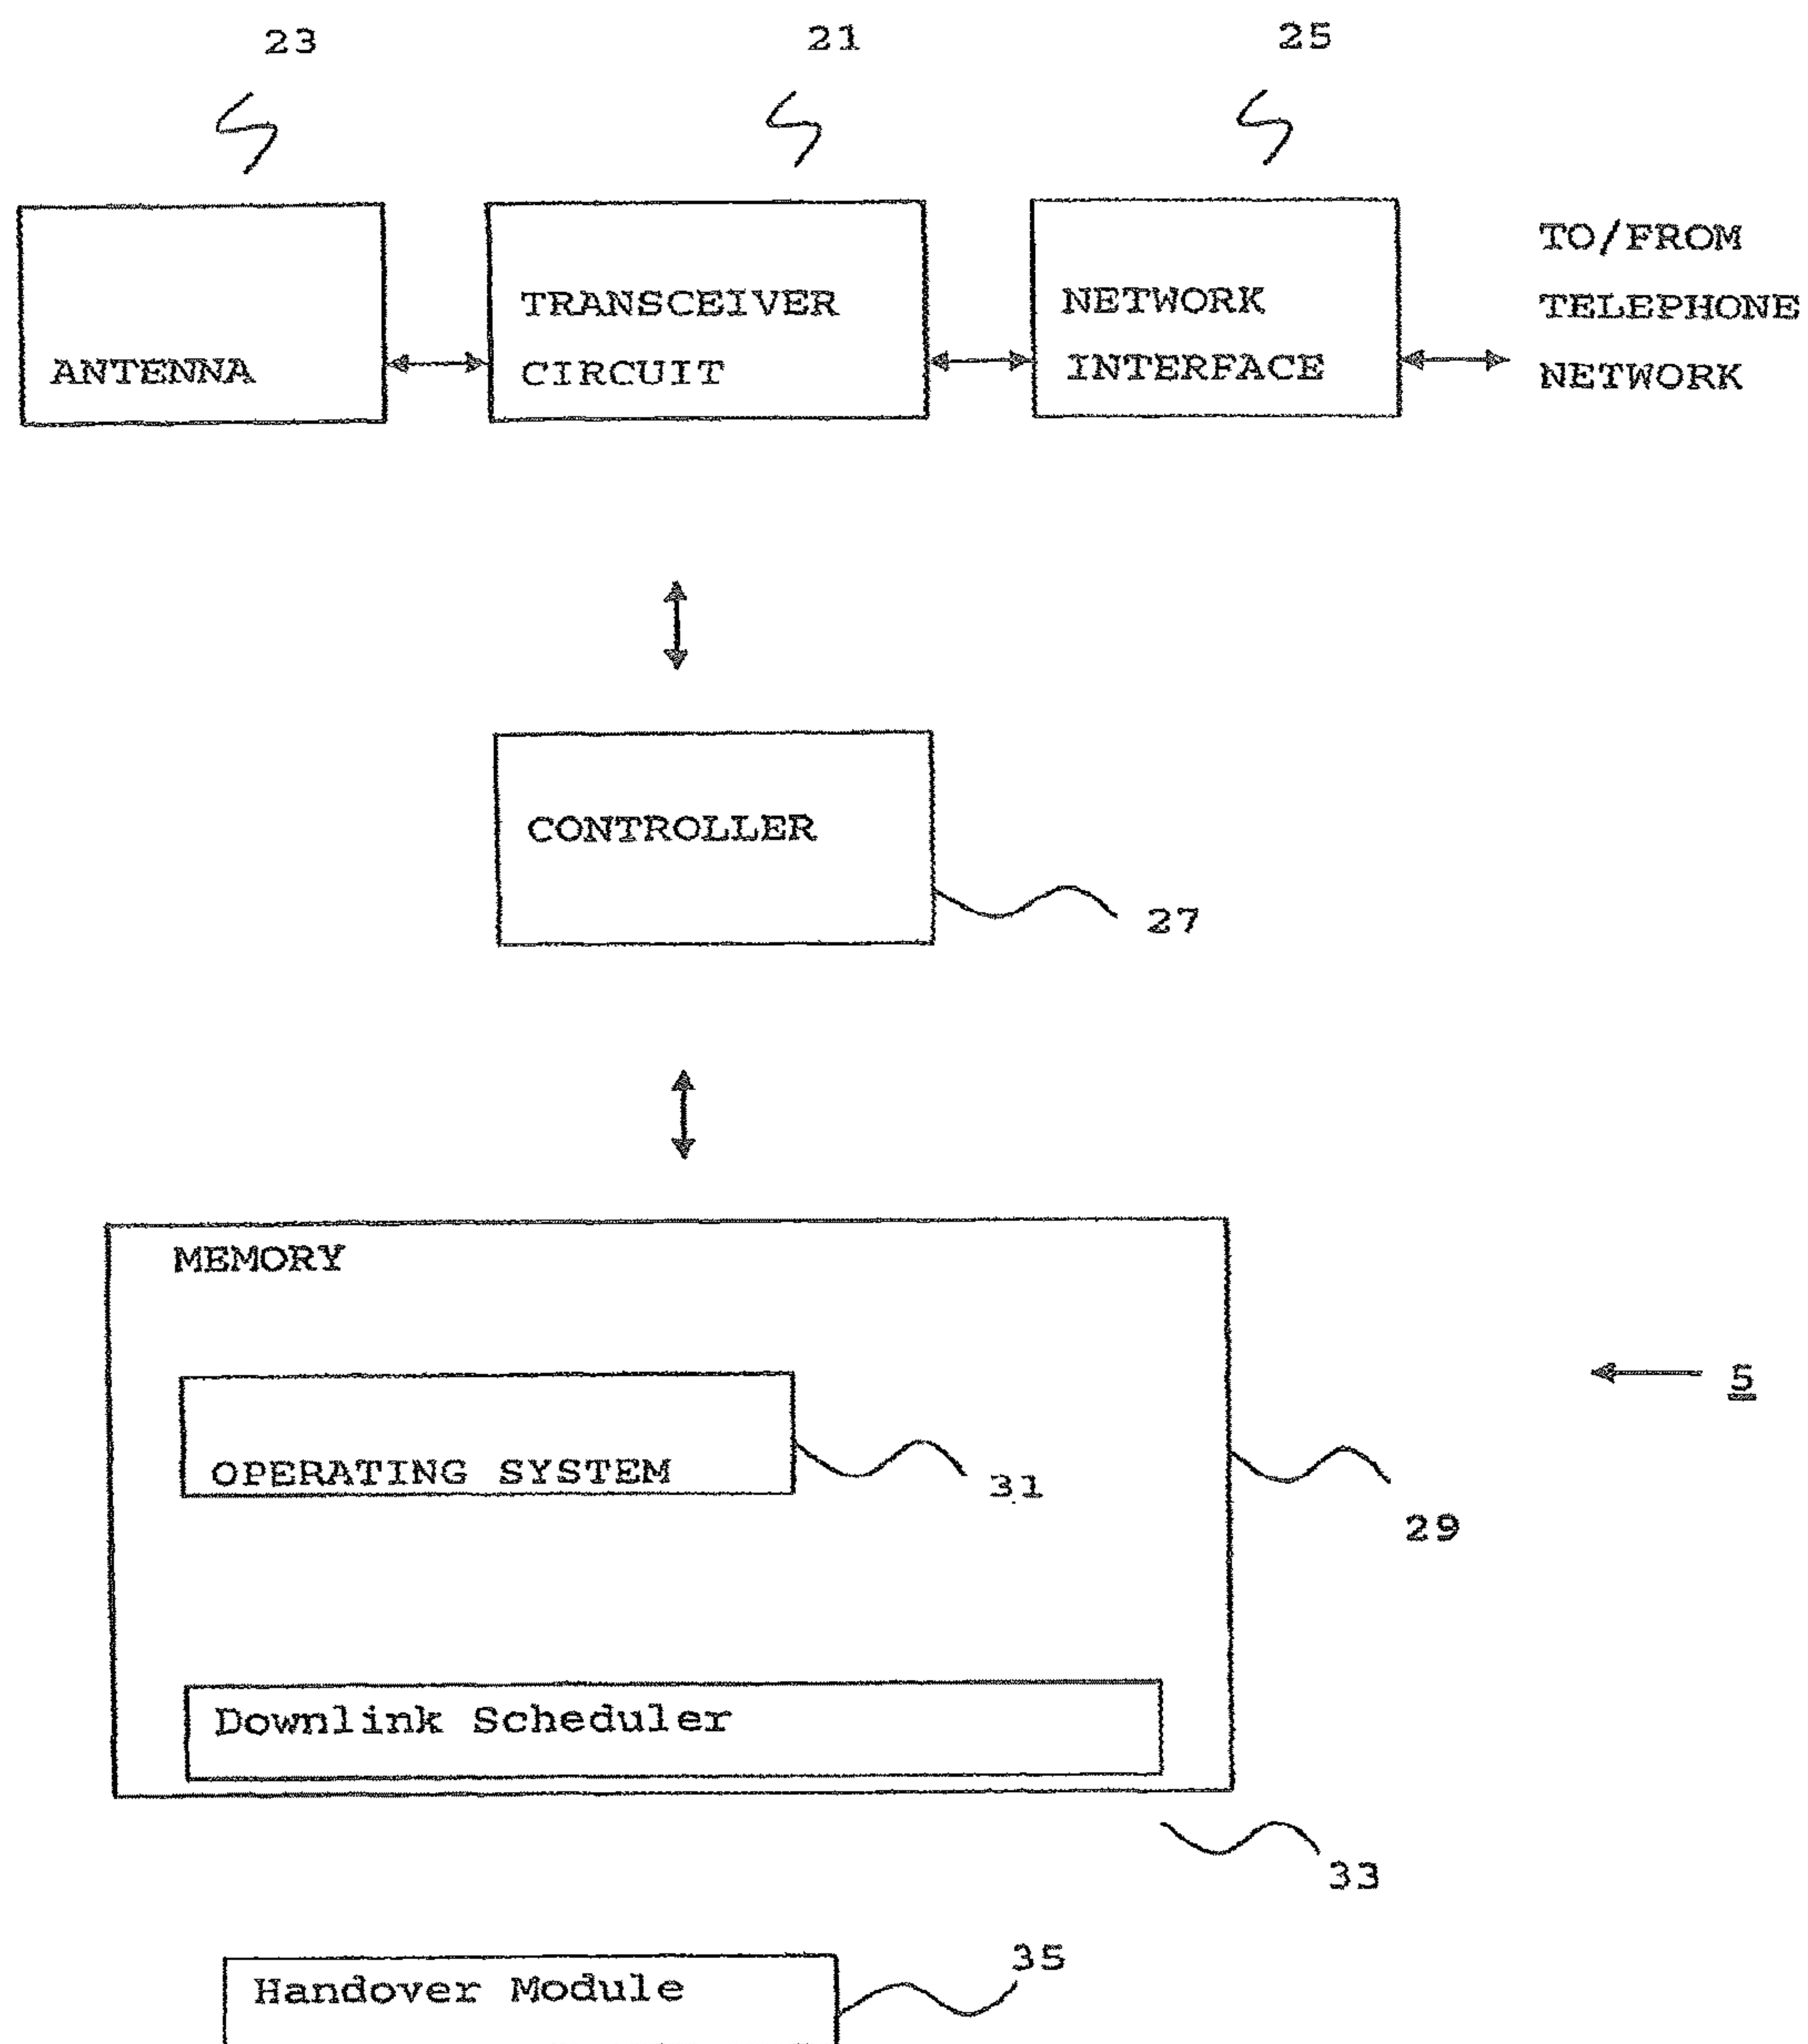 23
21
25
ANTENNA
TRANSCEIVER
CIRCUIT
NETWORK
INTERFACE
TO/FROM
TELEPHONE
NETWORK
CONTROLLER
27
MEMORY
5
OPERATING SYSTEM
31
29
Downlink Scheduler
33
Handover Module
35